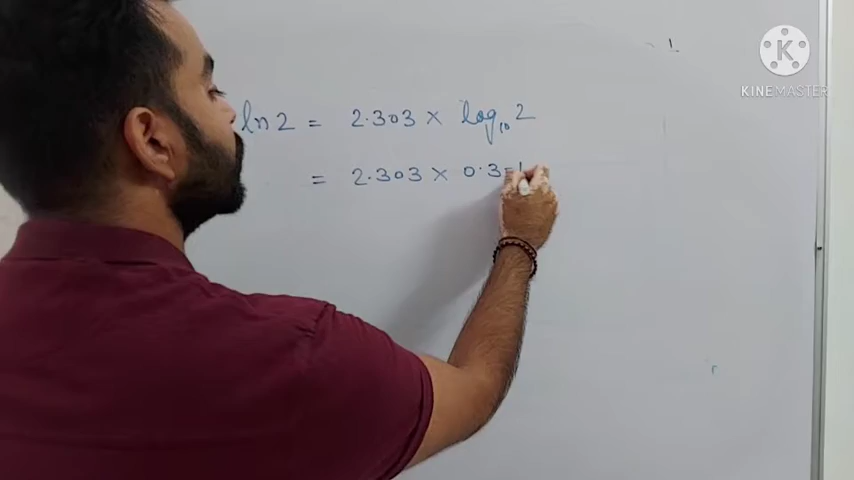 ln 2 = 2.303 × log₁₀ 2
= 2.303 × 0.3
KINEMASTER